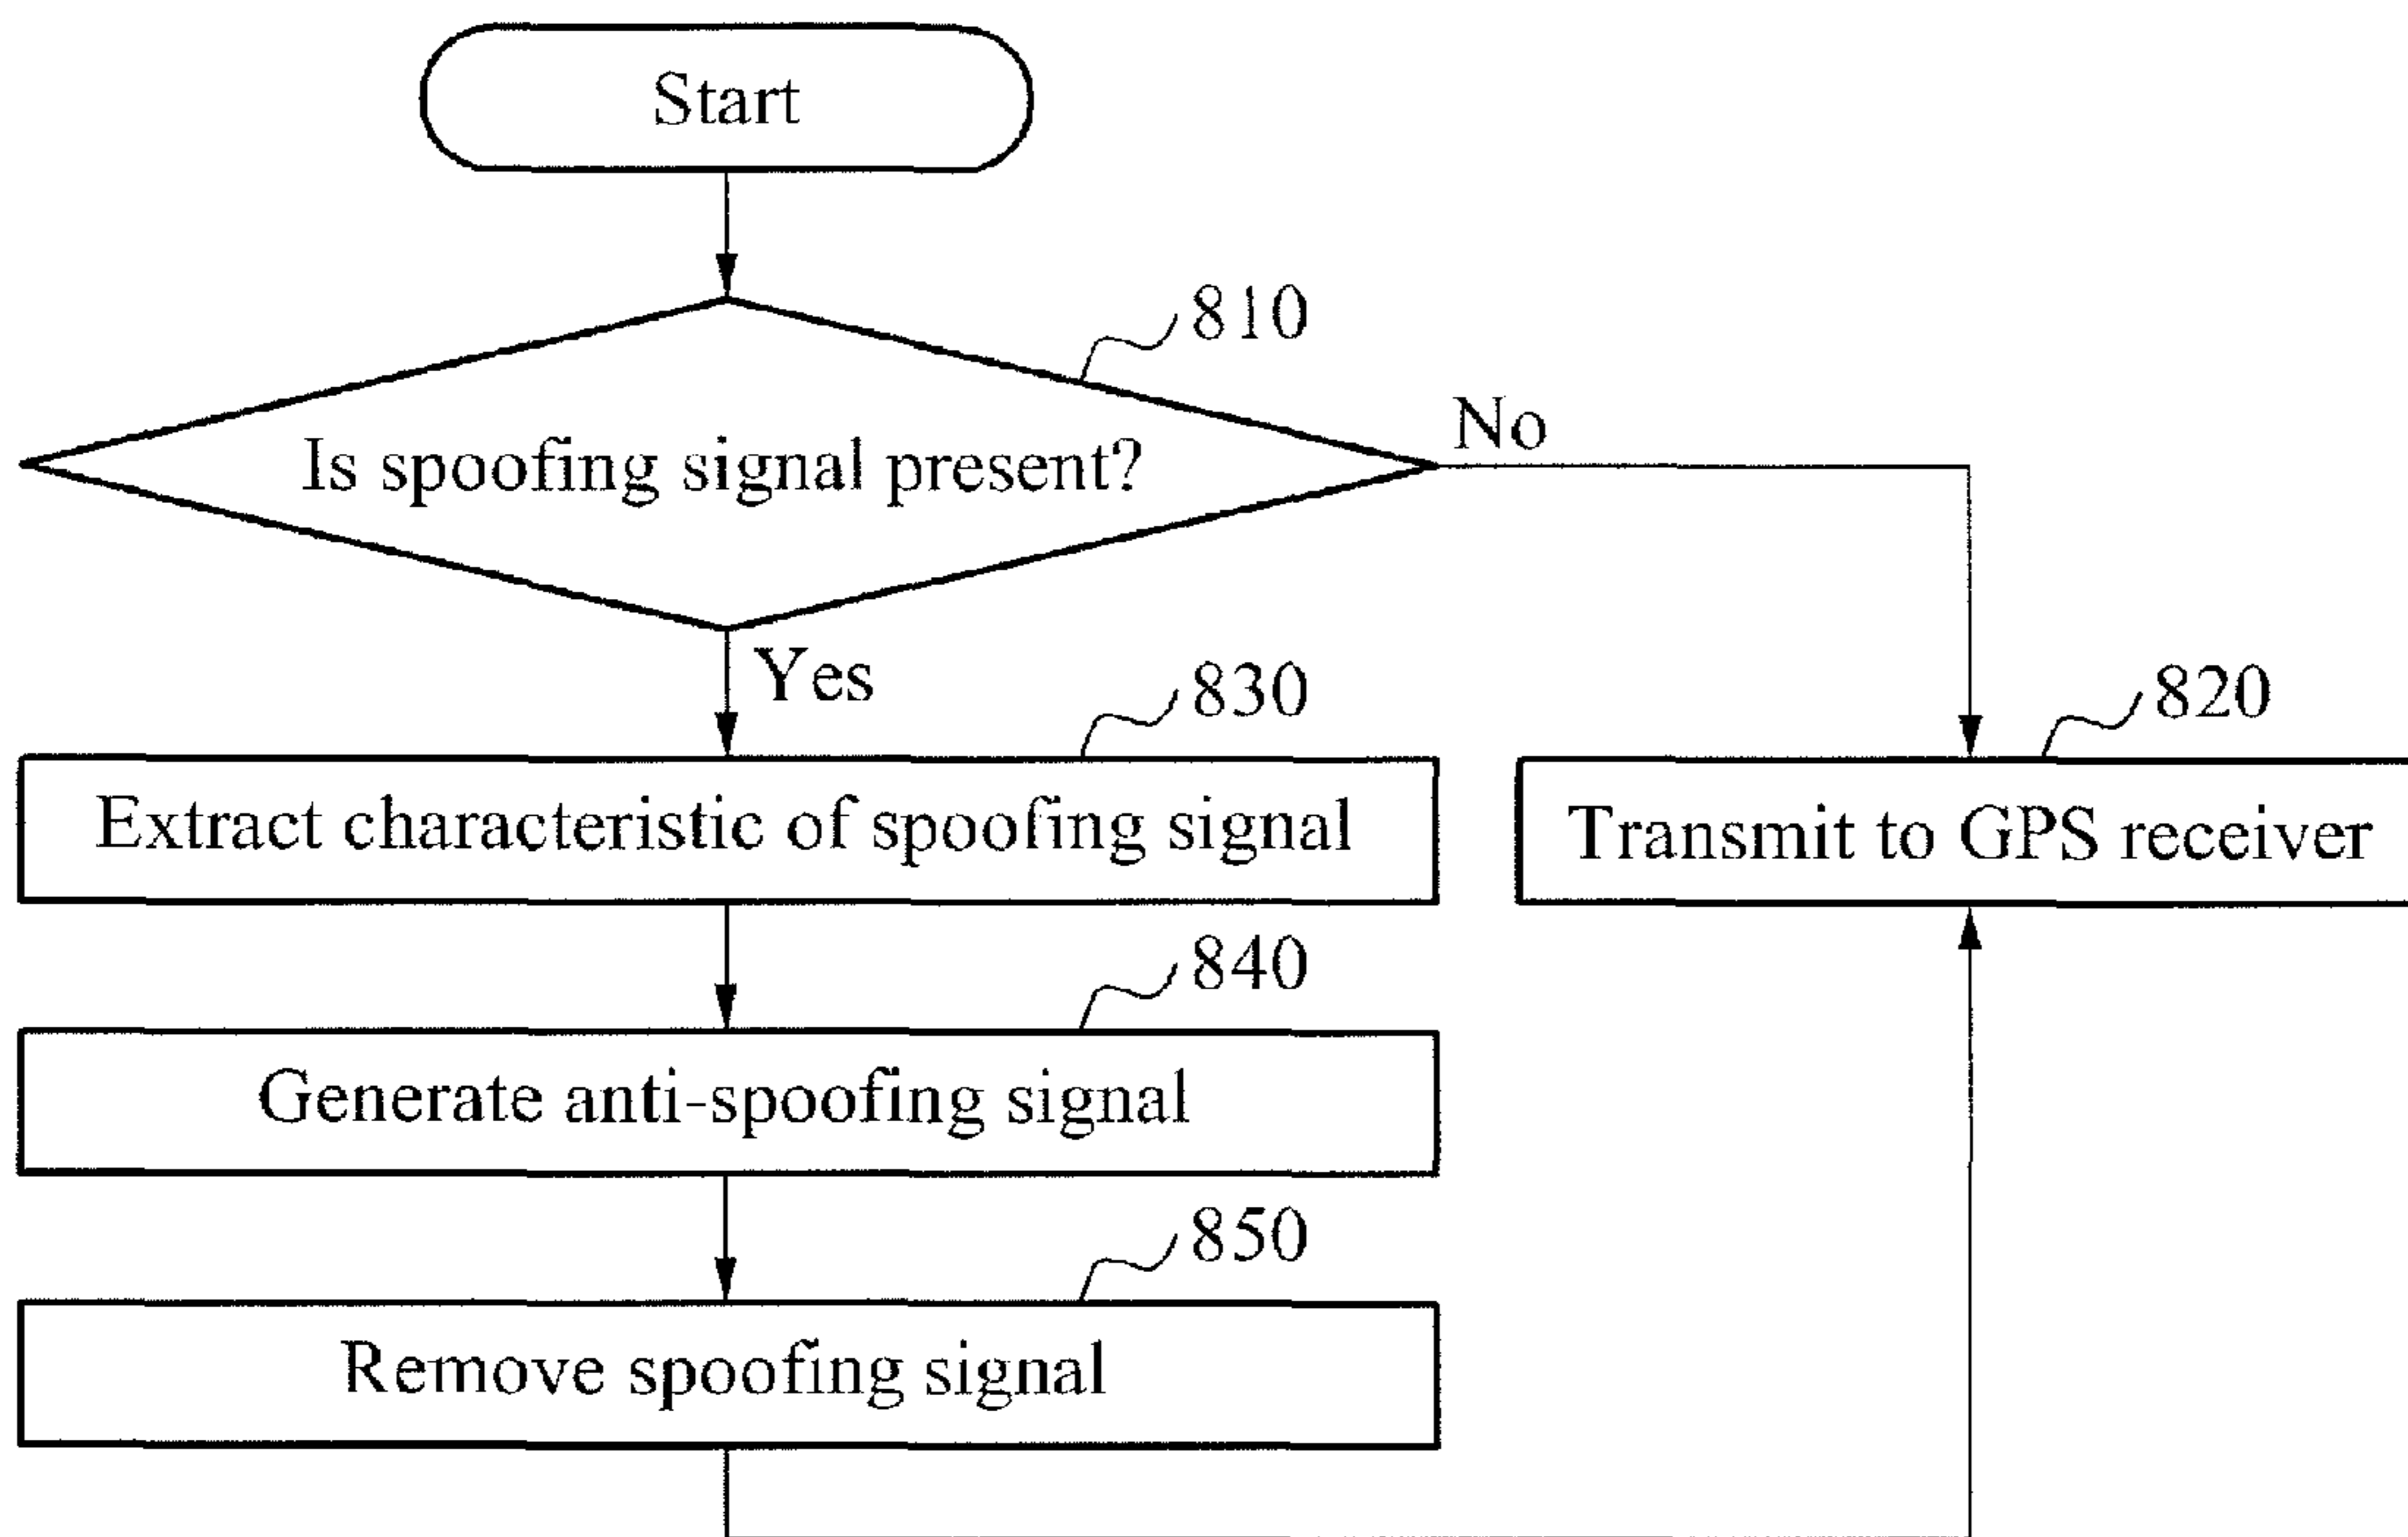 Start
810
Is spoofing signal present?
No
Yes
830
820
Extract characteristic of spoofing signal
Transmit to GPS receiver
840
Generate anti-spoofing signal
850
Remove spoofing signal